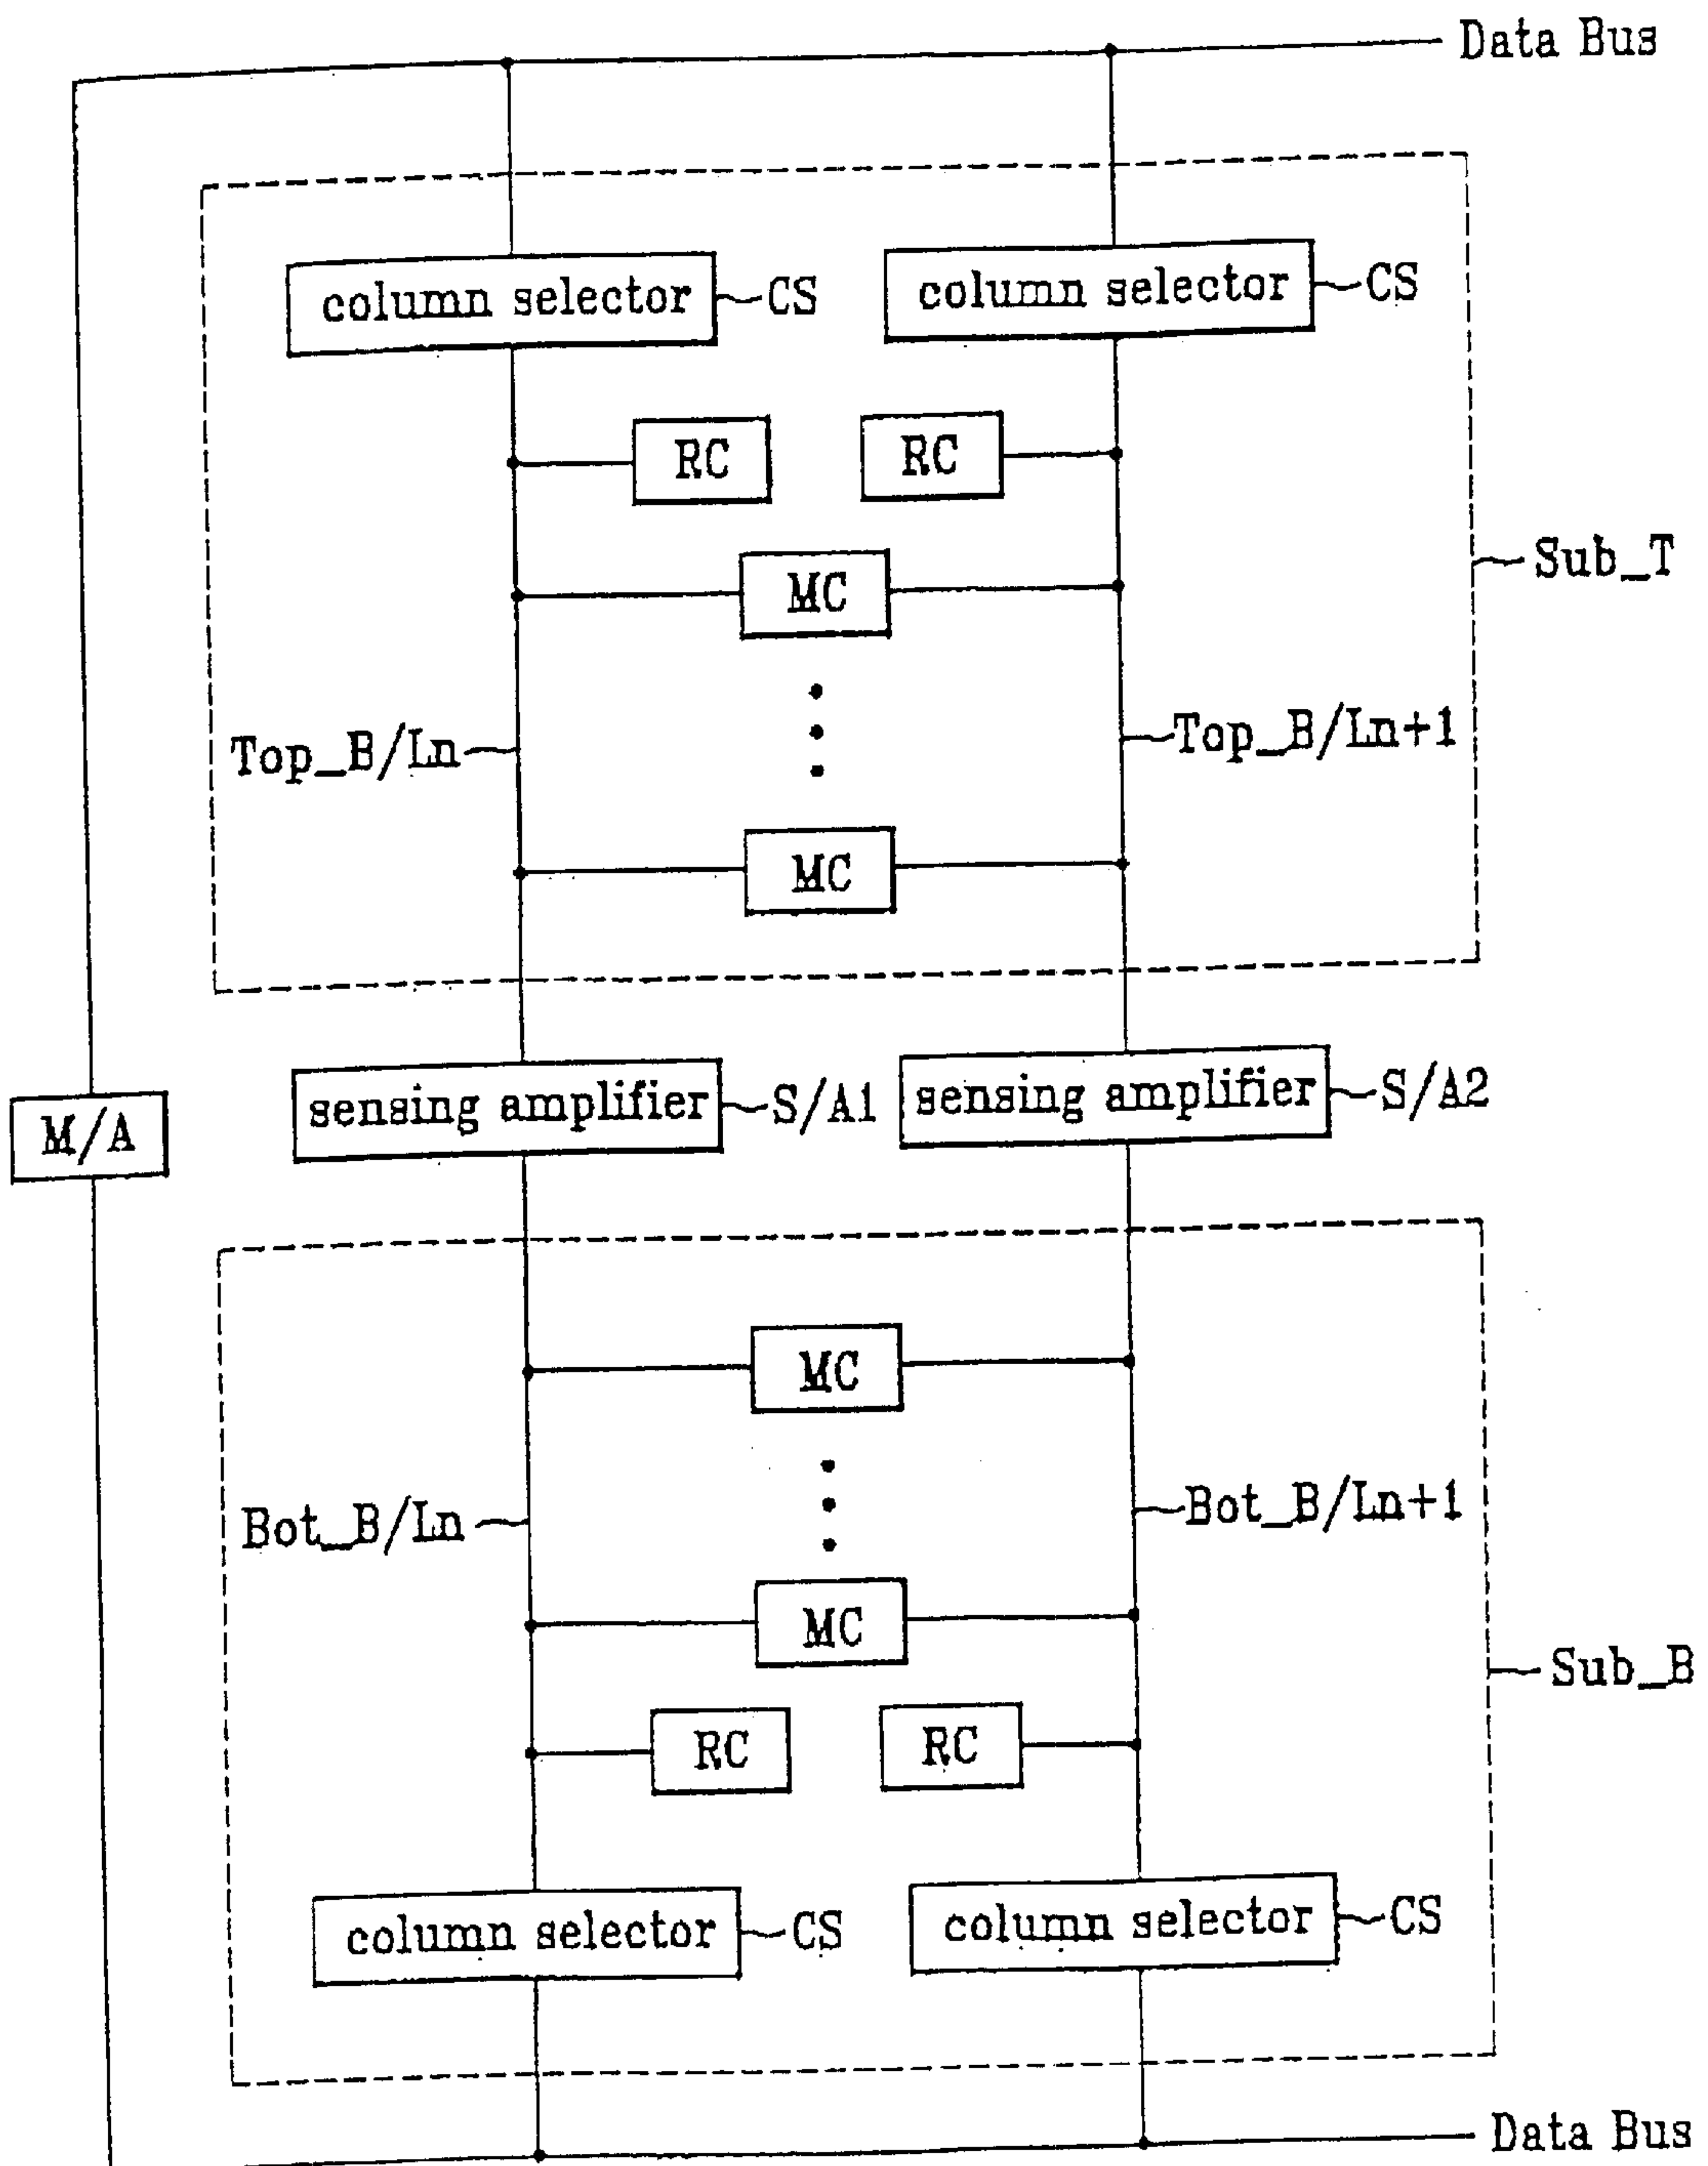 Data Bus
column selector CS
column selector CS
RC
RC
MC
Sub_T
Top_B/Ln
Top_B/Ln+1
MC
M/A
sensing amplifier S/A1
sensing amplifier S/A2
MC
Bot_B/Ln
Bot_B/Ln+1
MC
Sub_B
RC
RC
column selector CS
column selector CS
Data Bus